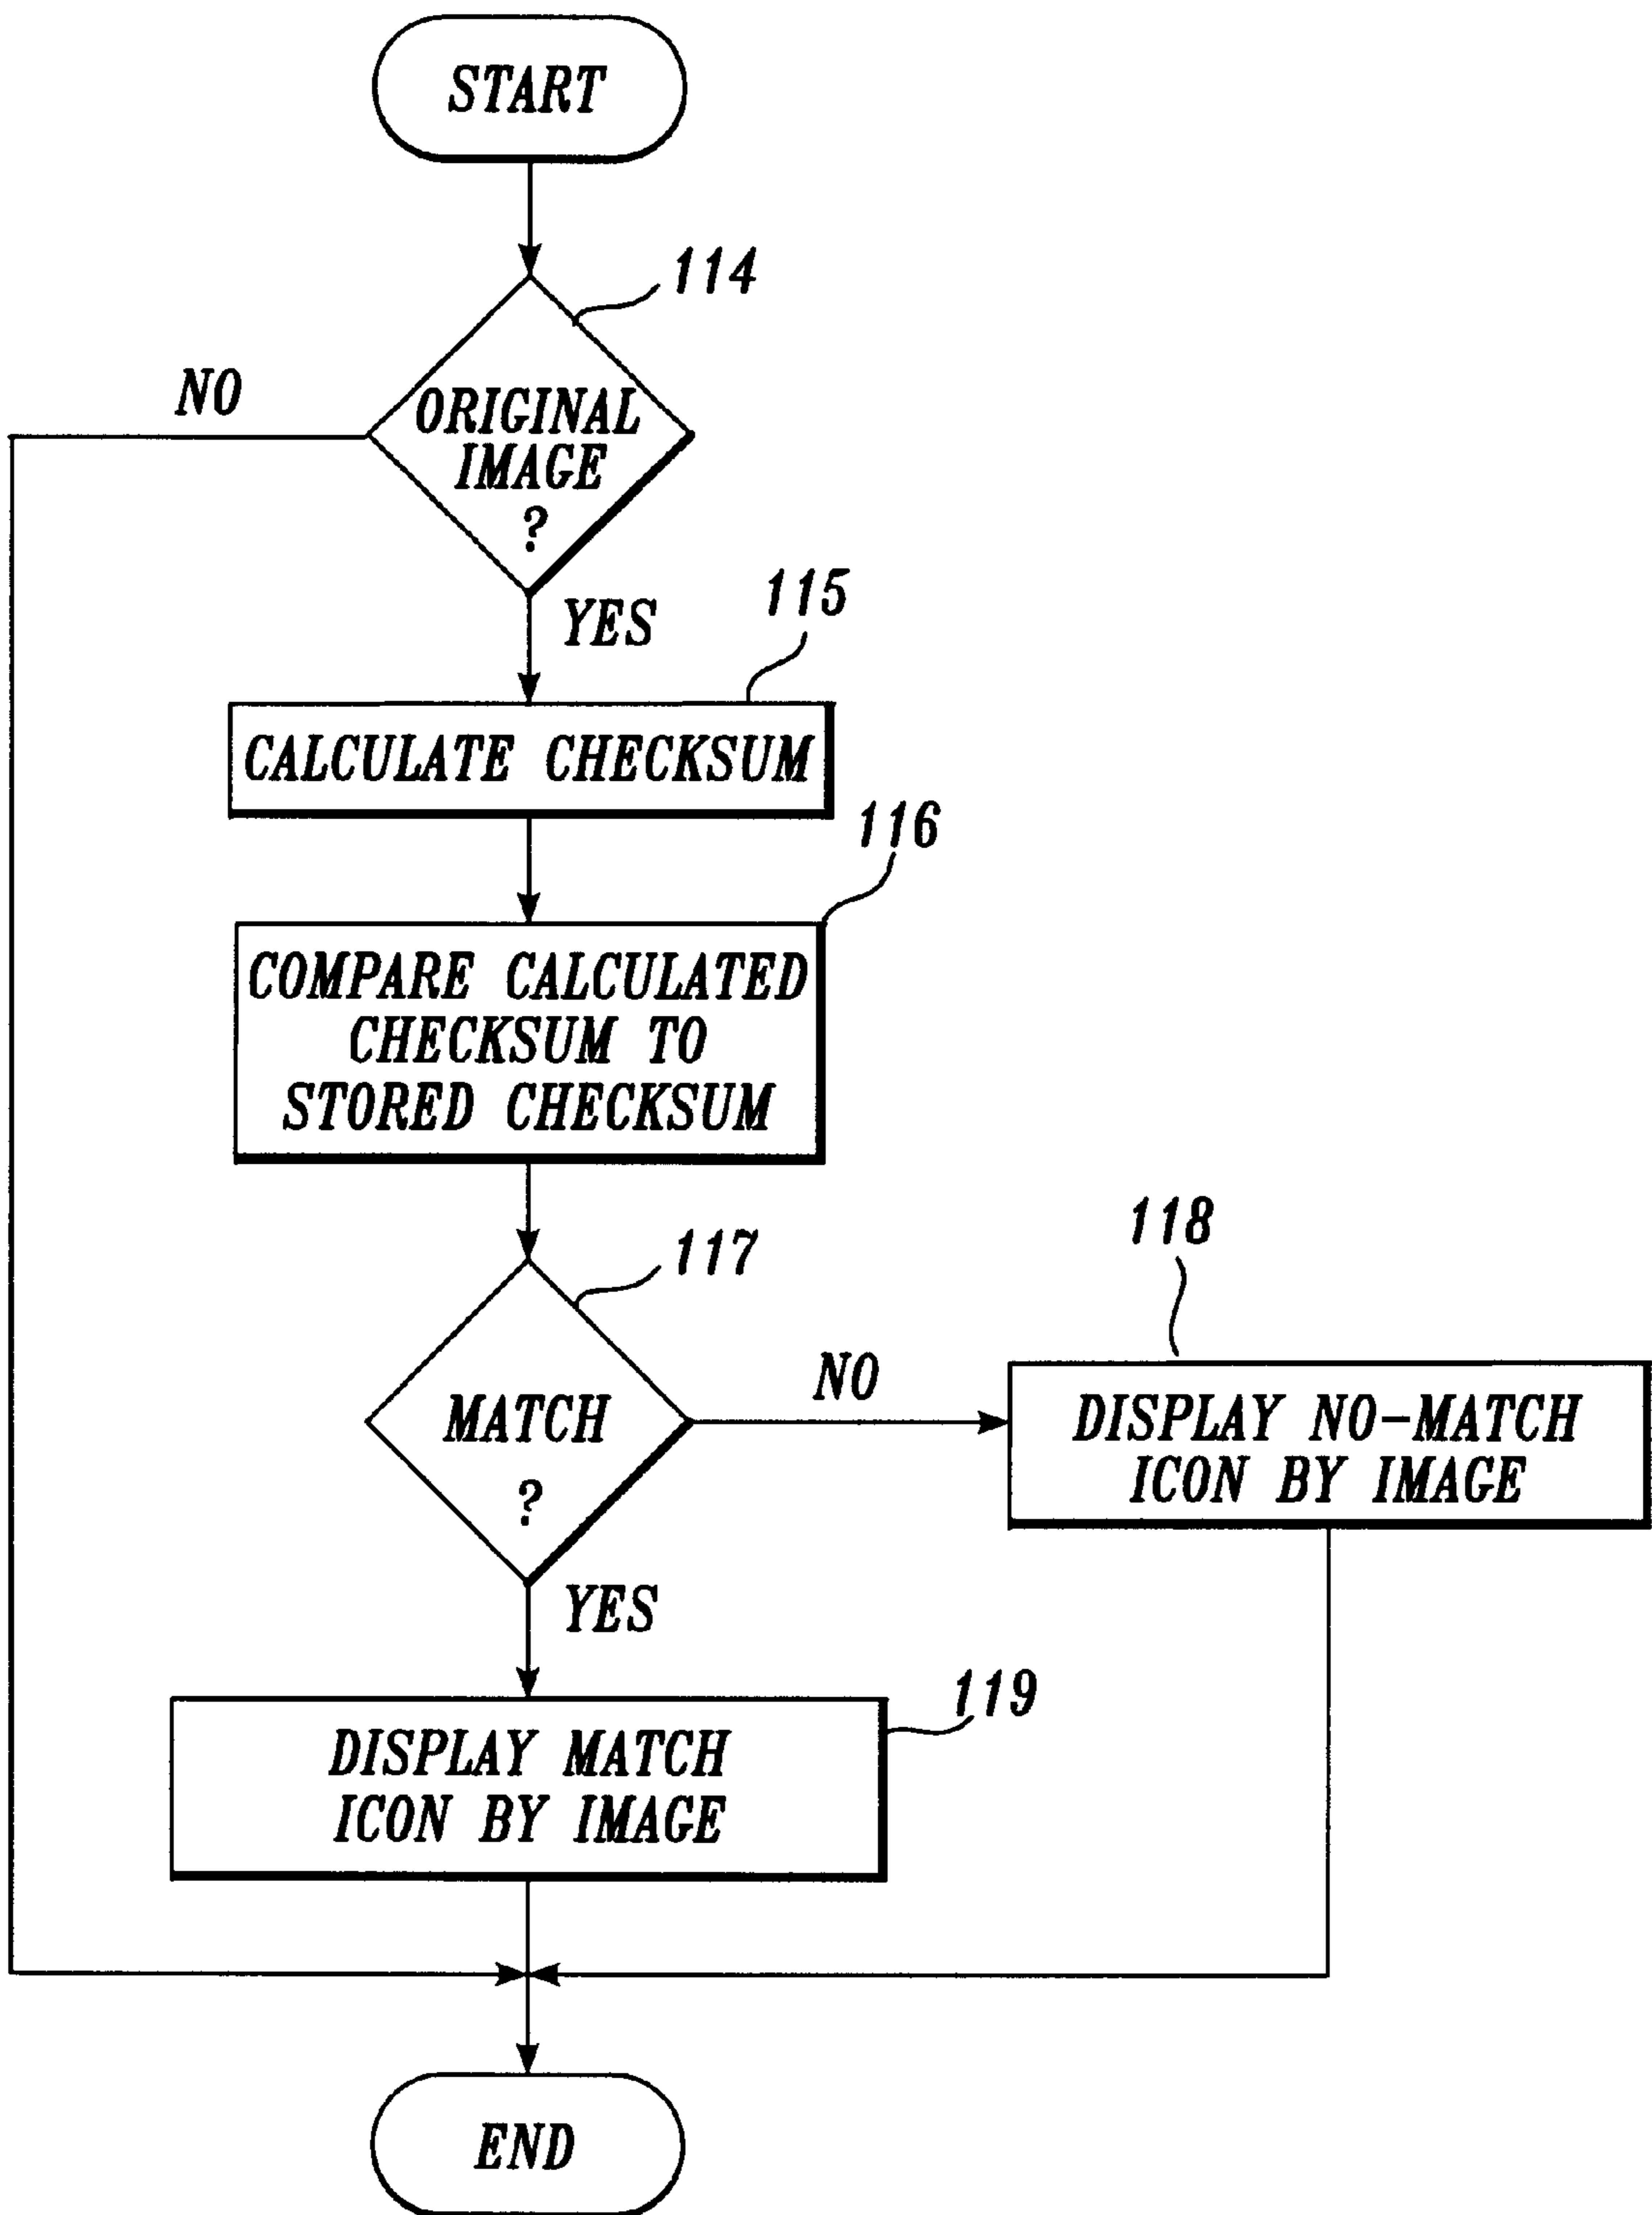 START
114
NO
ORIGINAL
IMAGE
?
YES
115
CALCULATE CHECKSUM
116
COMPARE CALCULATED
CHECKSUM TO
STORED CHECKSUM
117
118
MATCH
?
NO
DISPLAY NO-MATCH
ICON BY IMAGE
YES
119
DISPLAY MATCH
ICON BY IMAGE
END